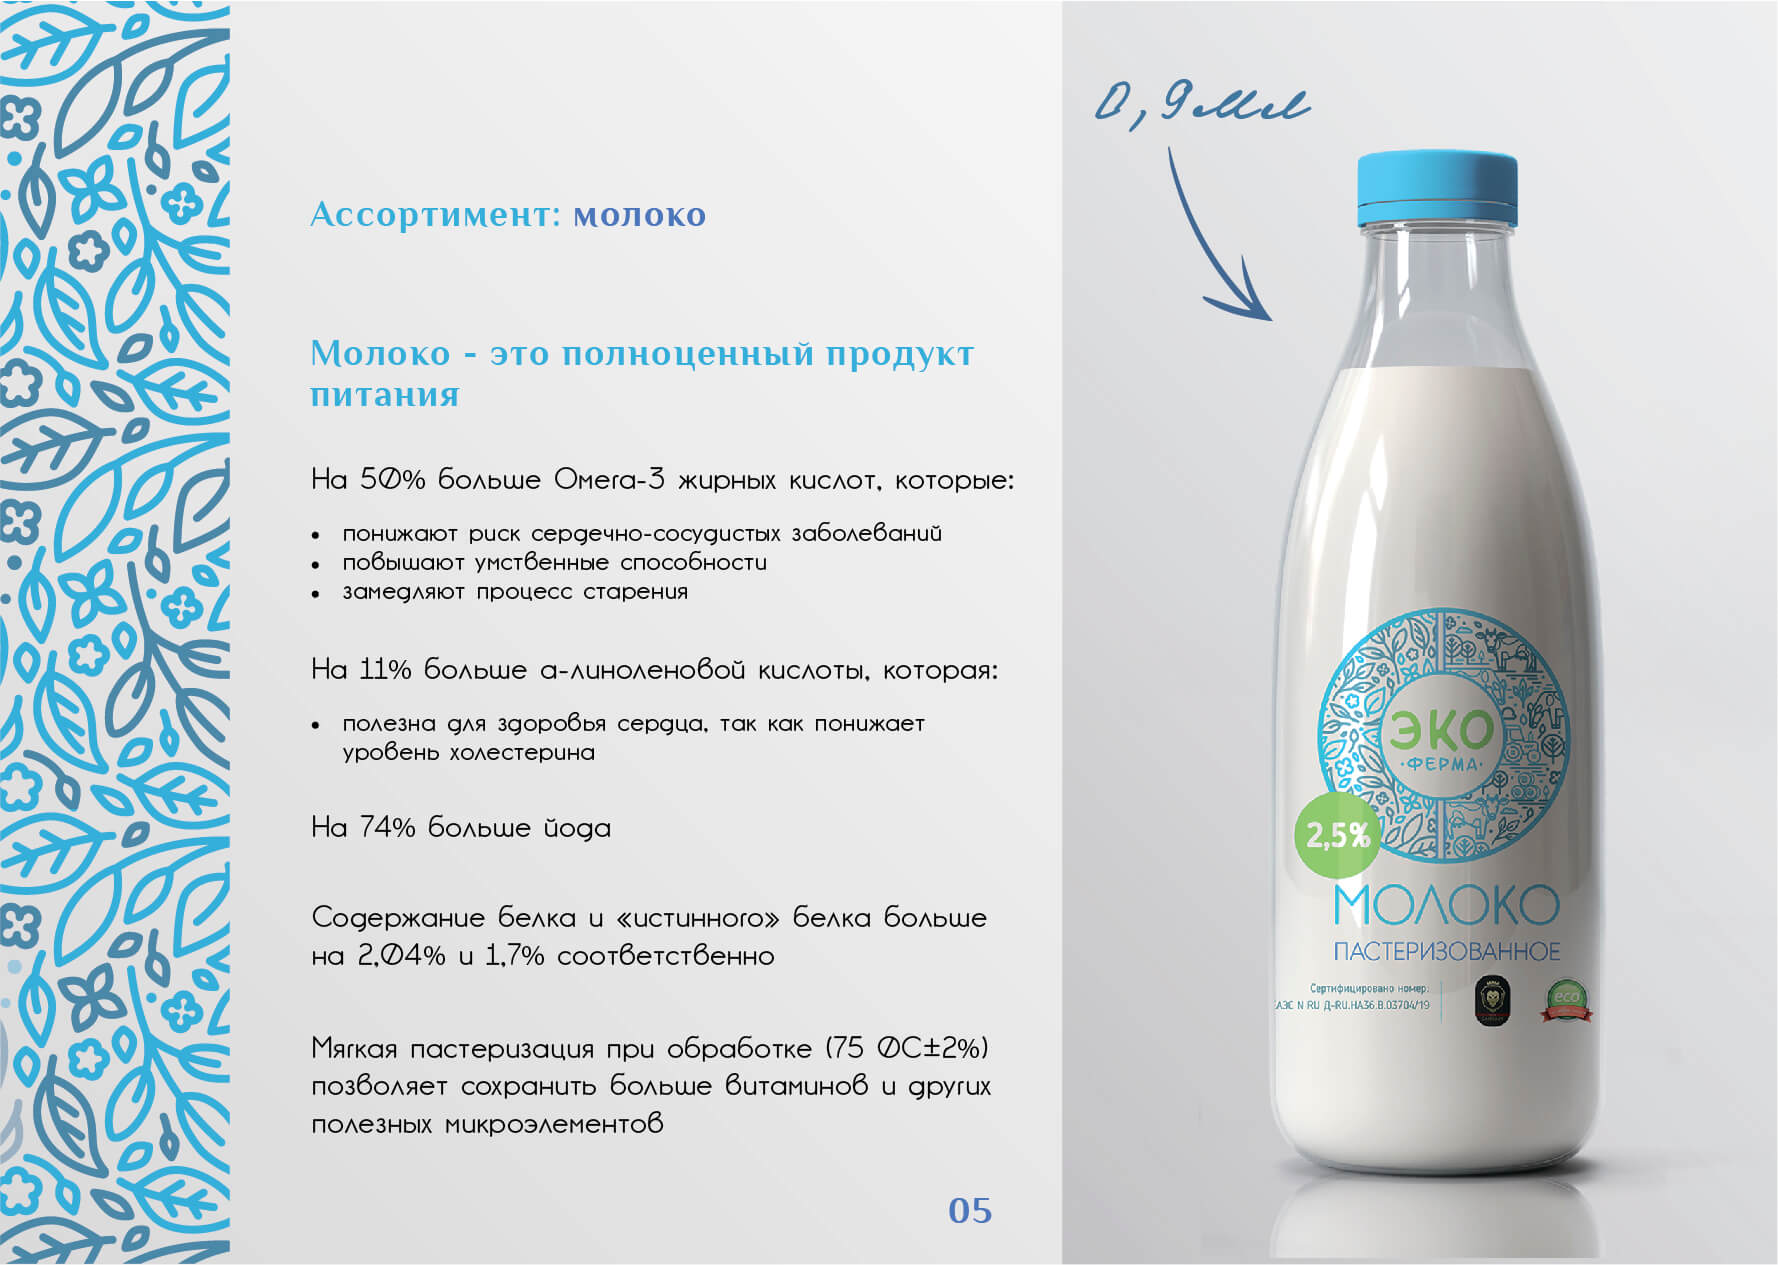 Ассортимент: молоко
Молоко - это полноценный продукт
питания
На 50% больше Омега-3 жирных кислот, которые:
• понижают риск сердечно-сосудистых заболеваний
• повышают умственные способности
• замедляют процесс старения
На 11% больше а-линоленовой кислоты, которая:
• полезна для здоровья сердца, так как понижает
уровень холестерина
На 74% больше йода
Содержание белка и «истинного» белка больше
на 2,04% и 1,7% соответственно
Мягкая пастеризация при обработке (75 0С±2%)
позволяет сохранить больше витаминов и других
полезных микроэлементов
05
0,9мл
ЭКО
·ФЕРМА·
2,5%
МОЛОКО
ПАСТЕРИЗОВАННОЕ
Сертифицировано номер:
ЕАЭС N RU Д-RU.НА36.В.03704/19
eco